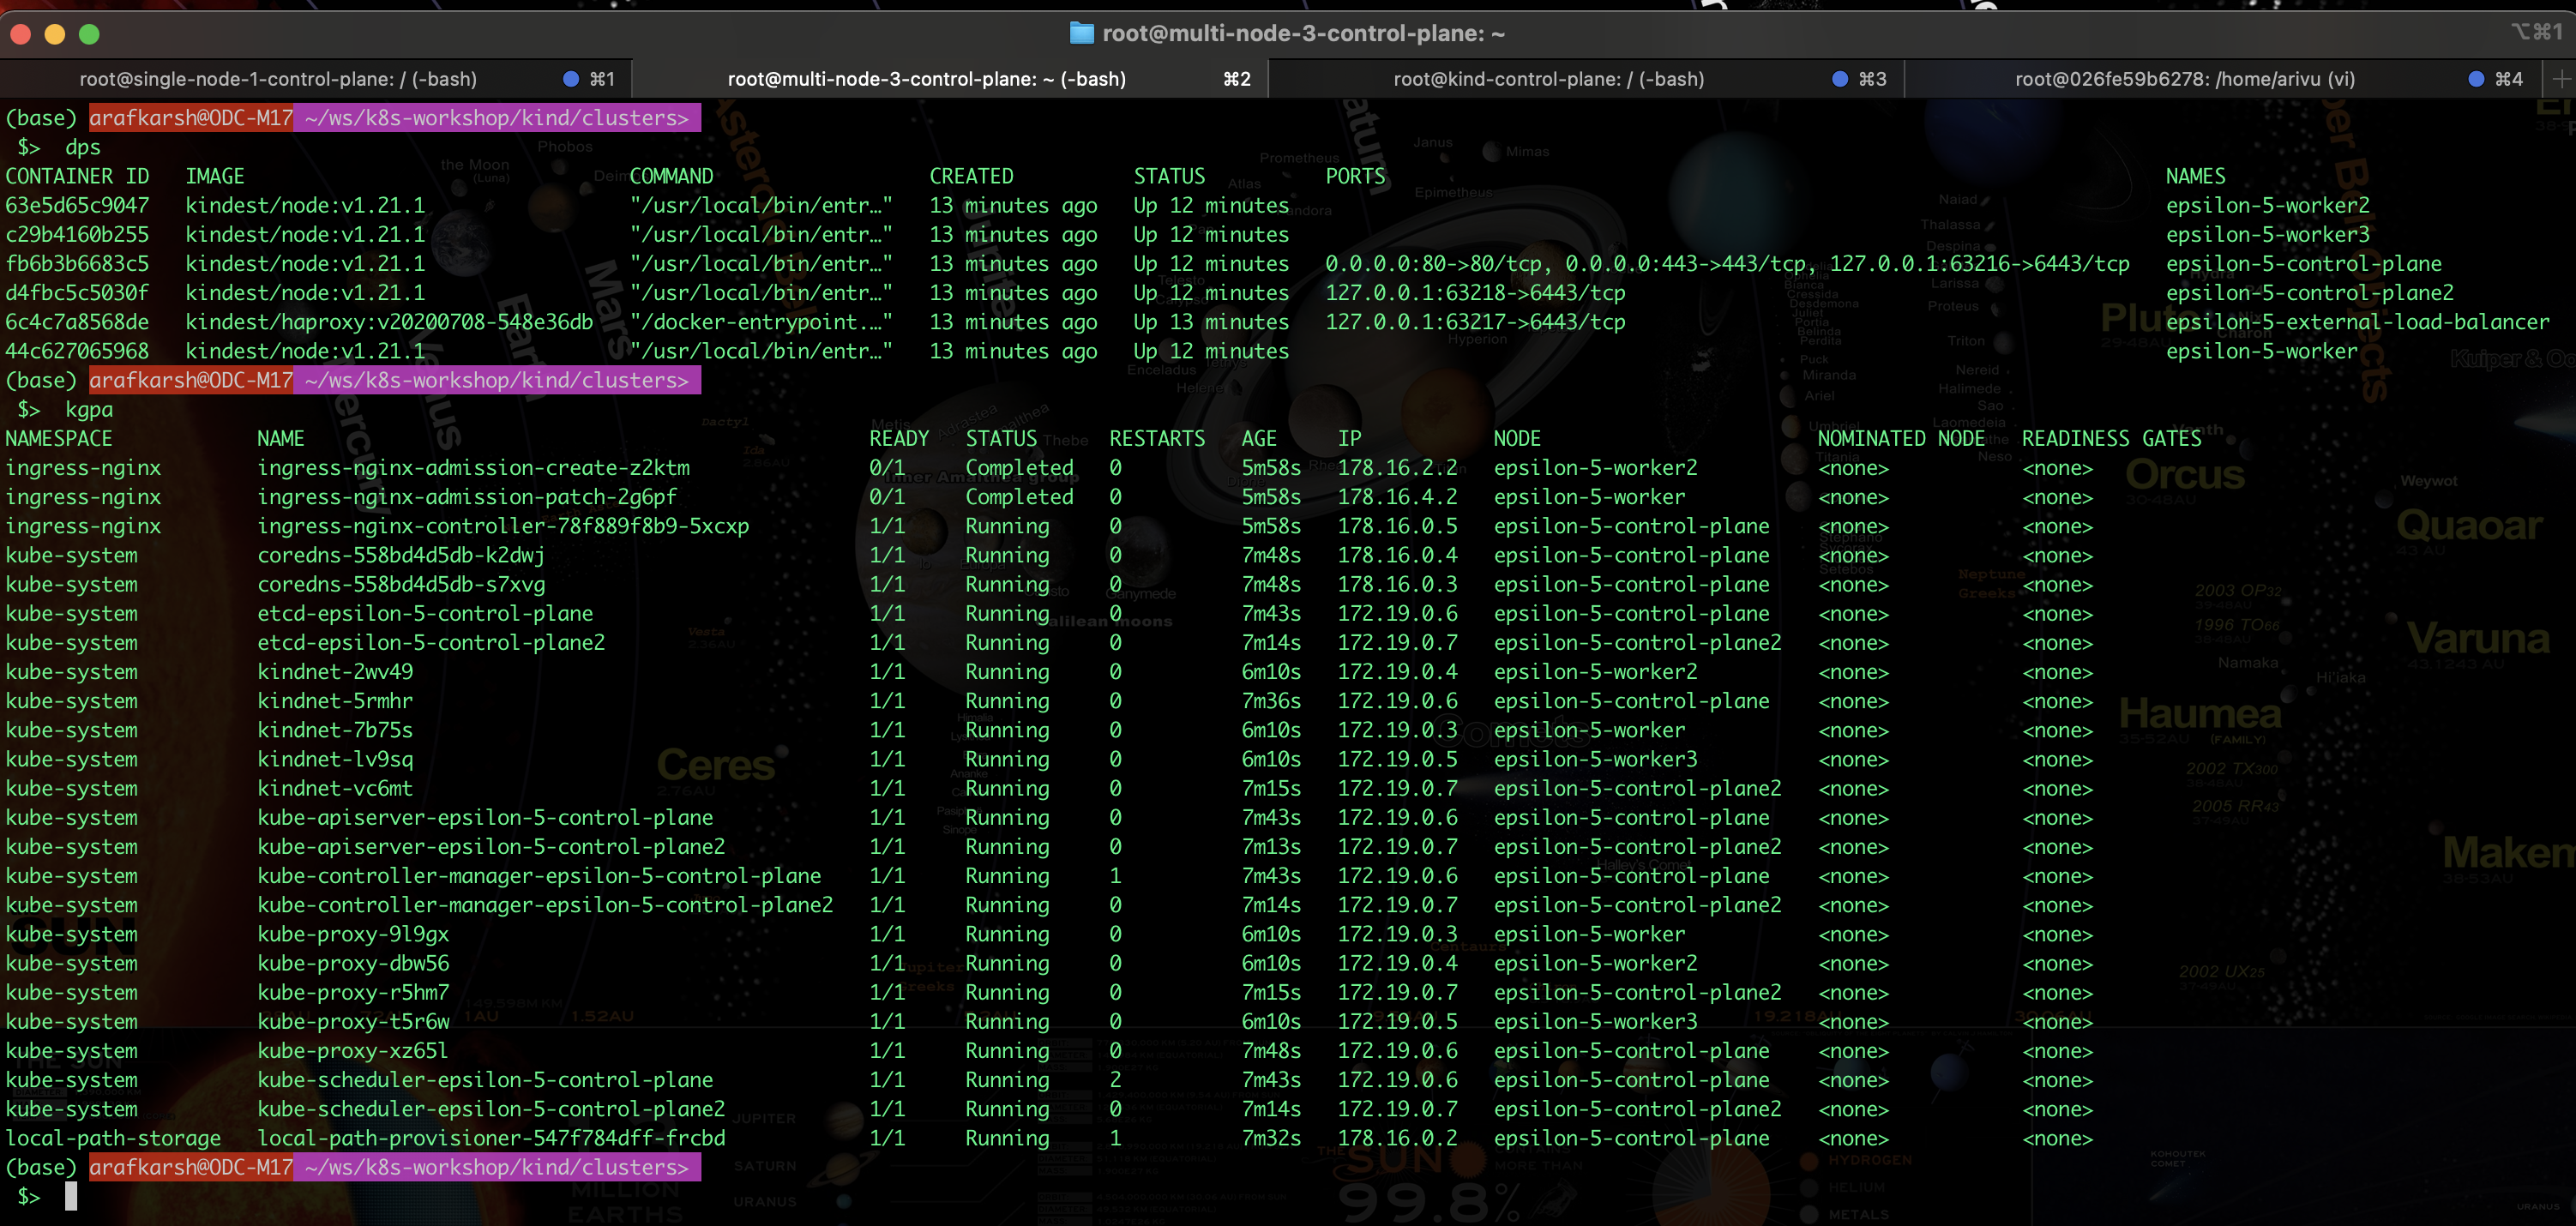 root@multi-node-3-control-plane: ~
⌥⌘1
root@single-node-1-control-plane: / (-bash) ⌘1
root@multi-node-3-control-plane: ~ (-bash) ⌘2
root@kind-control-plane: / (-bash) ⌘3
root@026fe59b6278: /home/arivu (vi) ⌘4
(base) arafkarsh@ODC-M17 ~/ws/k8s-workshop/kind/clusters>
$> dps
CONTAINER ID IMAGE COMMAND CREATED STATUS PORTS NAMES
63e5d65c9047 kindest/node:v1.21.1 "/usr/local/bin/entr…" 13 minutes ago Up 12 minutes epsilon-5-worker2
c29b4160b255 kindest/node:v1.21.1 "/usr/local/bin/entr…" 13 minutes ago Up 12 minutes epsilon-5-worker3
fb6b3b6683c5 kindest/node:v1.21.1 "/usr/local/bin/entr…" 13 minutes ago Up 12 minutes 0.0.0.0:80->80/tcp, 0.0.0.0:443->443/tcp, 127.0.0.1:63216->6443/tcp epsilon-5-control-plane
d4fbc5c5030f kindest/node:v1.21.1 "/usr/local/bin/entr…" 13 minutes ago Up 12 minutes 127.0.0.1:63218->6443/tcp epsilon-5-control-plane2
6c4c7a8568de kindest/haproxy:v20200708-548e36db "/docker-entrypoint.…" 13 minutes ago Up 13 minutes 127.0.0.1:63217->6443/tcp epsilon-5-external-load-balancer
44c627065968 kindest/node:v1.21.1 "/usr/local/bin/entr…" 13 minutes ago Up 12 minutes epsilon-5-worker
(base) arafkarsh@ODC-M17 ~/ws/k8s-workshop/kind/clusters>
$> kgpa
NAMESPACE NAME READY STATUS RESTARTS AGE IP NODE NOMINATED NODE READINESS GATES
ingress-nginx ingress-nginx-admission-create-z2ktm 0/1 Completed 0 5m58s 178.16.2.2 epsilon-5-worker2 <none> <none>
ingress-nginx ingress-nginx-admission-patch-2g6pf 0/1 Completed 0 5m58s 178.16.4.2 epsilon-5-worker <none> <none>
ingress-nginx ingress-nginx-controller-78f889f8b9-5xcxp 1/1 Running 0 5m58s 178.16.0.5 epsilon-5-control-plane <none> <none>
kube-system coredns-558bd4d5db-k2dwj 1/1 Running 0 7m48s 178.16.0.4 epsilon-5-control-plane <none> <none>
kube-system coredns-558bd4d5db-s7xvg 1/1 Running 0 7m48s 178.16.0.3 epsilon-5-control-plane <none> <none>
kube-system etcd-epsilon-5-control-plane 1/1 Running 0 7m43s 172.19.0.6 epsilon-5-control-plane <none> <none>
kube-system etcd-epsilon-5-control-plane2 1/1 Running 0 7m14s 172.19.0.7 epsilon-5-control-plane2 <none> <none>
kube-system kindnet-2wv49 1/1 Running 0 6m10s 172.19.0.4 epsilon-5-worker2 <none> <none>
kube-system kindnet-5rmhr 1/1 Running 0 7m36s 172.19.0.6 epsilon-5-control-plane <none> <none>
kube-system kindnet-7b75s 1/1 Running 0 6m10s 172.19.0.3 epsilon-5-worker <none> <none>
kube-system kindnet-lv9sq 1/1 Running 0 6m10s 172.19.0.5 epsilon-5-worker3 <none> <none>
kube-system kindnet-vc6mt 1/1 Running 0 7m15s 172.19.0.7 epsilon-5-control-plane2 <none> <none>
kube-system kube-apiserver-epsilon-5-control-plane 1/1 Running 0 7m43s 172.19.0.6 epsilon-5-control-plane <none> <none>
kube-system kube-apiserver-epsilon-5-control-plane2 1/1 Running 0 7m13s 172.19.0.7 epsilon-5-control-plane2 <none> <none>
kube-system kube-controller-manager-epsilon-5-control-plane 1/1 Running 1 7m43s 172.19.0.6 epsilon-5-control-plane <none> <none>
kube-system kube-controller-manager-epsilon-5-control-plane2 1/1 Running 0 7m14s 172.19.0.7 epsilon-5-control-plane2 <none> <none>
kube-system kube-proxy-9l9gx 1/1 Running 0 6m10s 172.19.0.3 epsilon-5-worker <none> <none>
kube-system kube-proxy-dbw56 1/1 Running 0 6m10s 172.19.0.4 epsilon-5-worker2 <none> <none>
kube-system kube-proxy-r5hm7 1/1 Running 0 7m15s 172.19.0.7 epsilon-5-control-plane2 <none> <none>
kube-system kube-proxy-t5r6w 1/1 Running 0 6m10s 172.19.0.5 epsilon-5-worker3 <none> <none>
kube-system kube-proxy-xz65l 1/1 Running 0 7m48s 172.19.0.6 epsilon-5-control-plane <none> <none>
kube-system kube-scheduler-epsilon-5-control-plane 1/1 Running 2 7m43s 172.19.0.6 epsilon-5-control-plane <none> <none>
kube-system kube-scheduler-epsilon-5-control-plane2 1/1 Running 0 7m14s 172.19.0.7 epsilon-5-control-plane2 <none> <none>
local-path-storage local-path-provisioner-547f784dff-frcbd 1/1 Running 1 7m32s 178.16.0.2 epsilon-5-control-plane <none> <none>
(base) arafkarsh@ODC-M17 ~/ws/k8s-workshop/kind/clusters>
$>